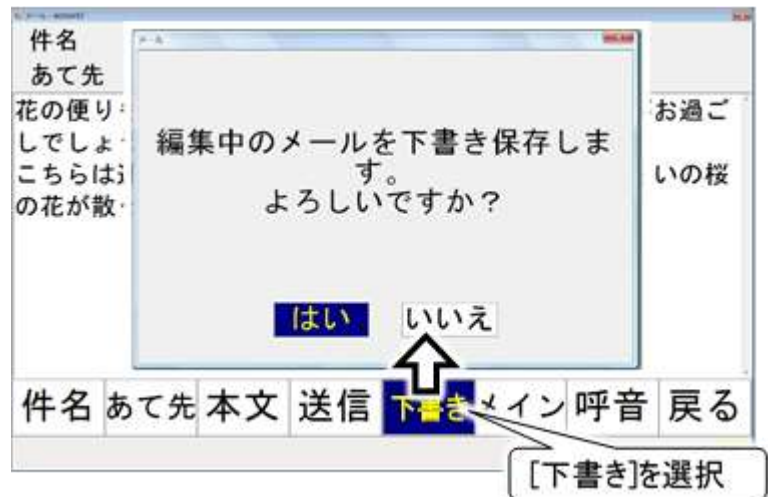 件名
あて先
メール
花の便り
お過ご
しでしょ
こちらは
いの桜
の花が散
編集中のメールを下書き保存しま
す。
よろしいですか？
はい
いいえ
件名 あて先 本文 送信 下書き メイン 呼音 戻る
[下書き]を選択